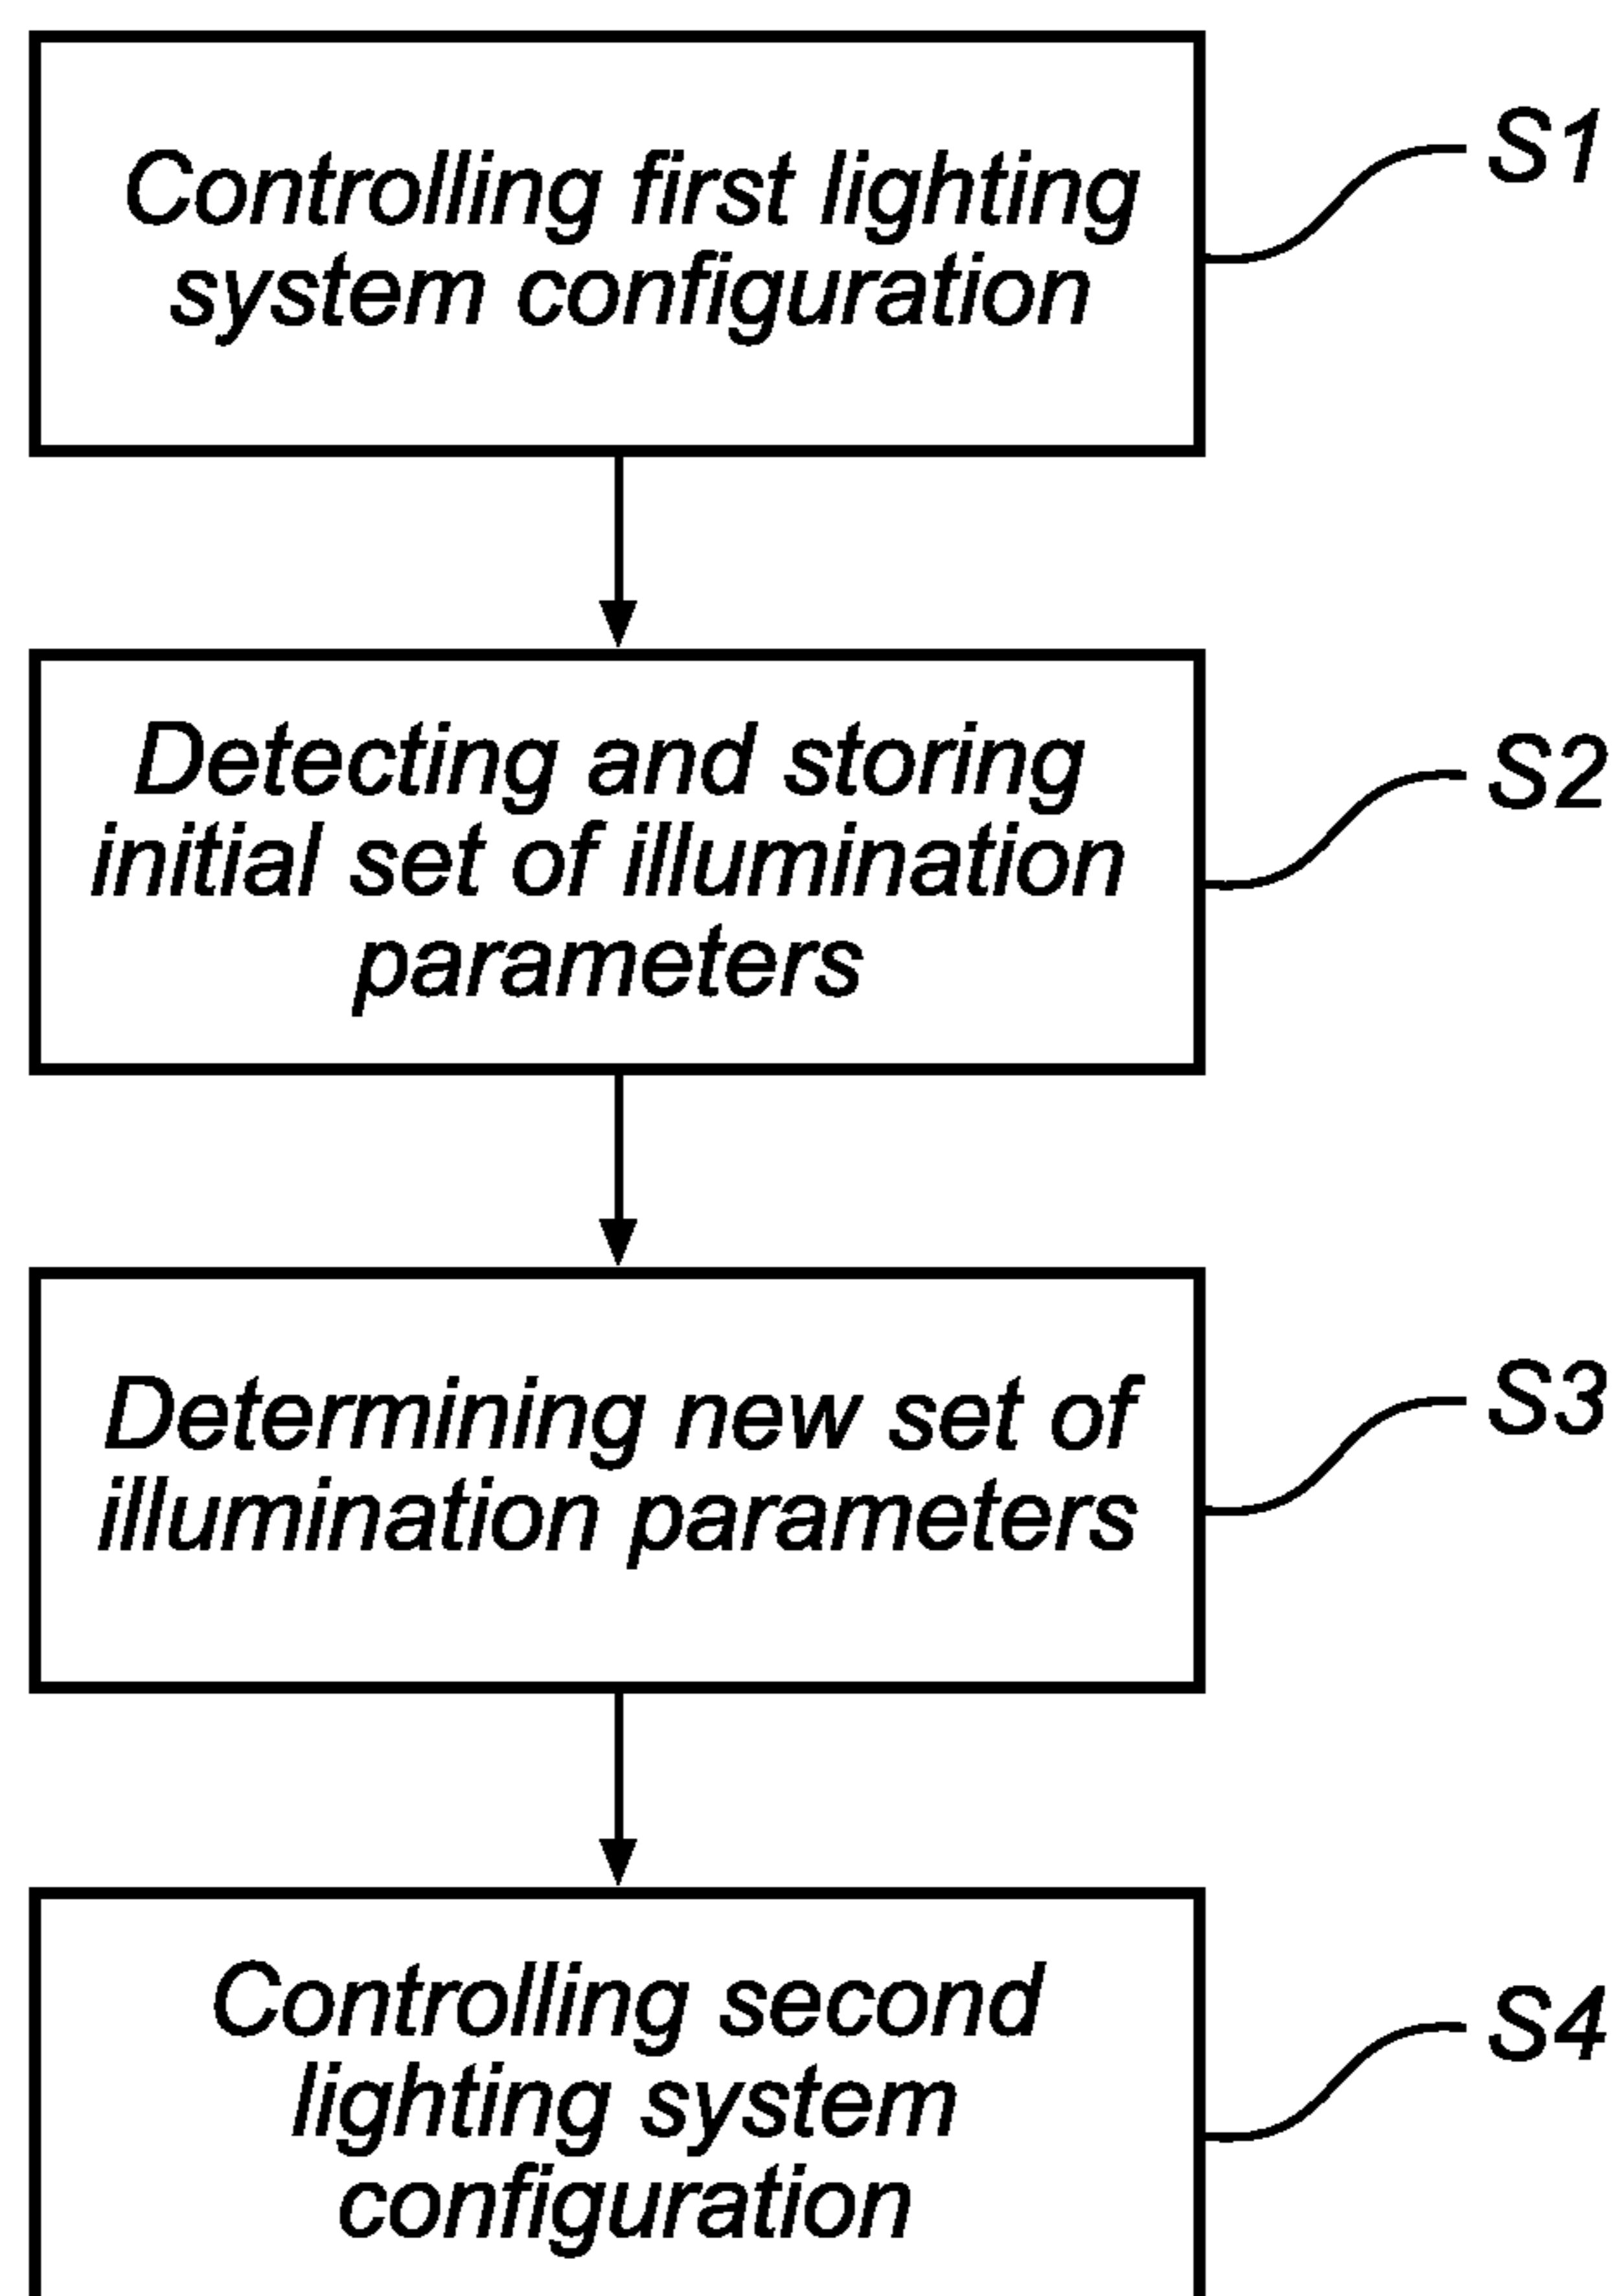 Controlling first lighting
system configuration
S1
Detecting and storing
initial set of illumination
parameters
S2
Determining new set of
illumination parameters
S3
Controlling second
lighting system
configuration
S4